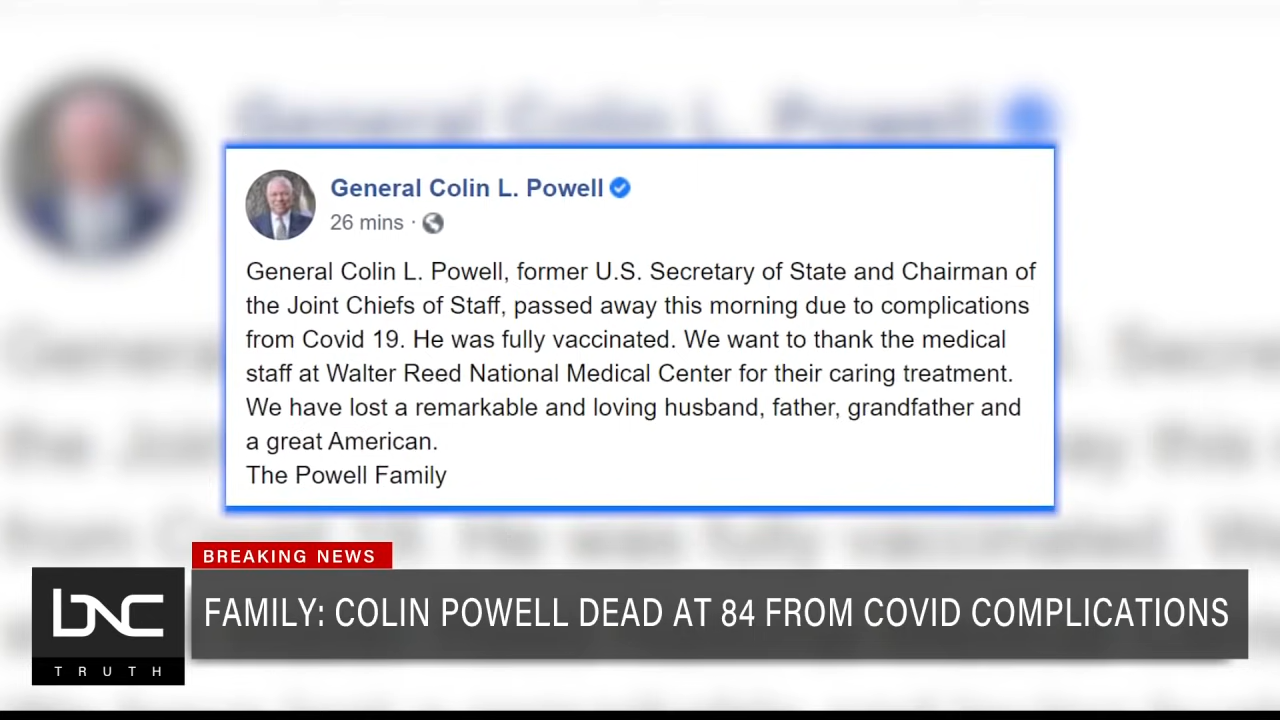 General Colin L. Powell
General Colin L. Powell
26 mins ·
General Colin L. Powell, former U.S. Secretary of State and Chairman of
the Joint Chiefs of Staff, passed away this morning due to complications
from Covid 19. He was fully vaccinated. We want to thank the medical
staff at Walter Reed National Medical Center for their caring treatment.
We have lost a remarkable and loving husband, father, grandfather and
a great American.
The Powell Family
BREAKING NEWS
BNC
TRUTH
FAMILY: COLIN POWELL DEAD AT 84 FROM COVID COMPLICATIONS